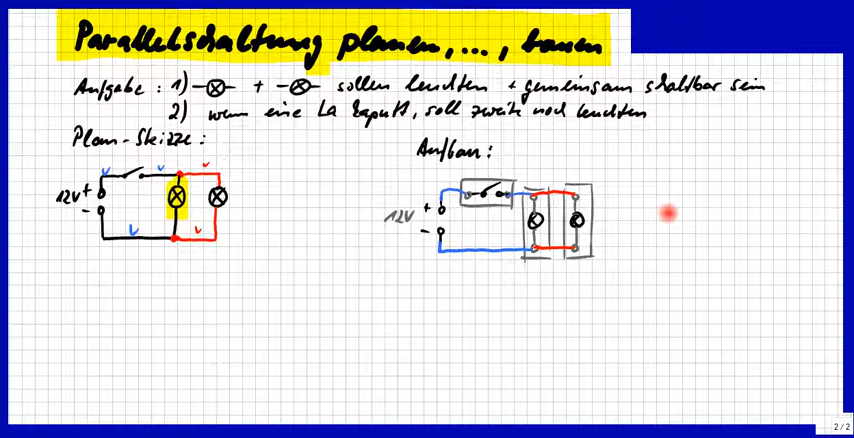 Parallelschaltung planen, ..., bauen
Aufgabe: 1) + sollen leuchten + gemeinsam schaltbar sein
2) wenn eine La kaputt, soll zweite noch leuchten
Plan-Skizze:
Aufbau:
12V +
-
12V +
-
2/2